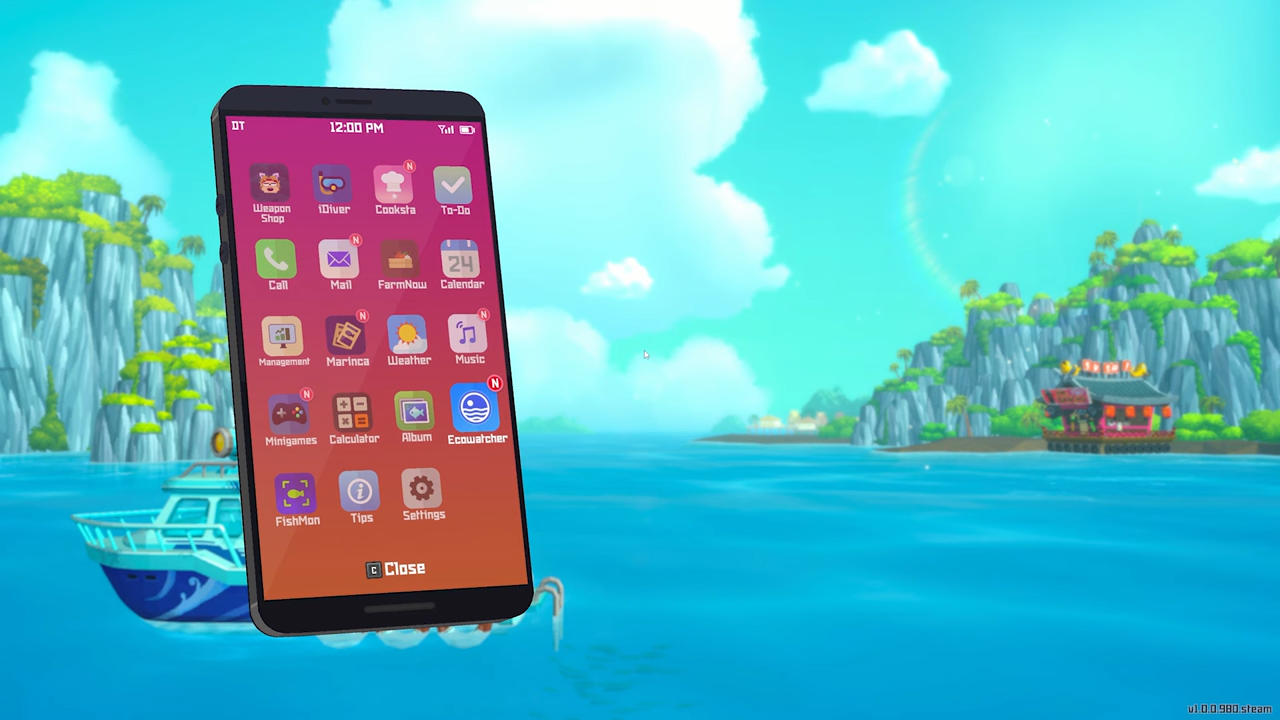 DT
12:00 PM
N
Weapon
Shop
iDiver
Cooksta
To-Do
N
24
Call
Mail
FarmNow
Calendar
N
N
Management
Marinca
Weather
Music
N
N
Minigames
Calculator
Album
Ecowatcher
FishMon
Tips
Settings
C Close
v1.0.0.980.steam